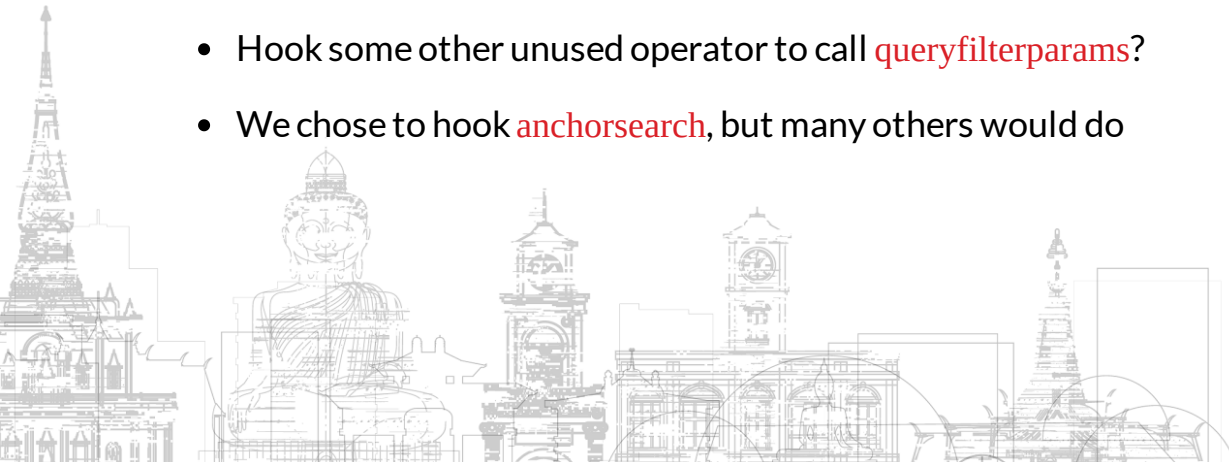 • Hook some other unused operator to call queryfilterparams?
• We chose to hook anchorsearch, but many others would do